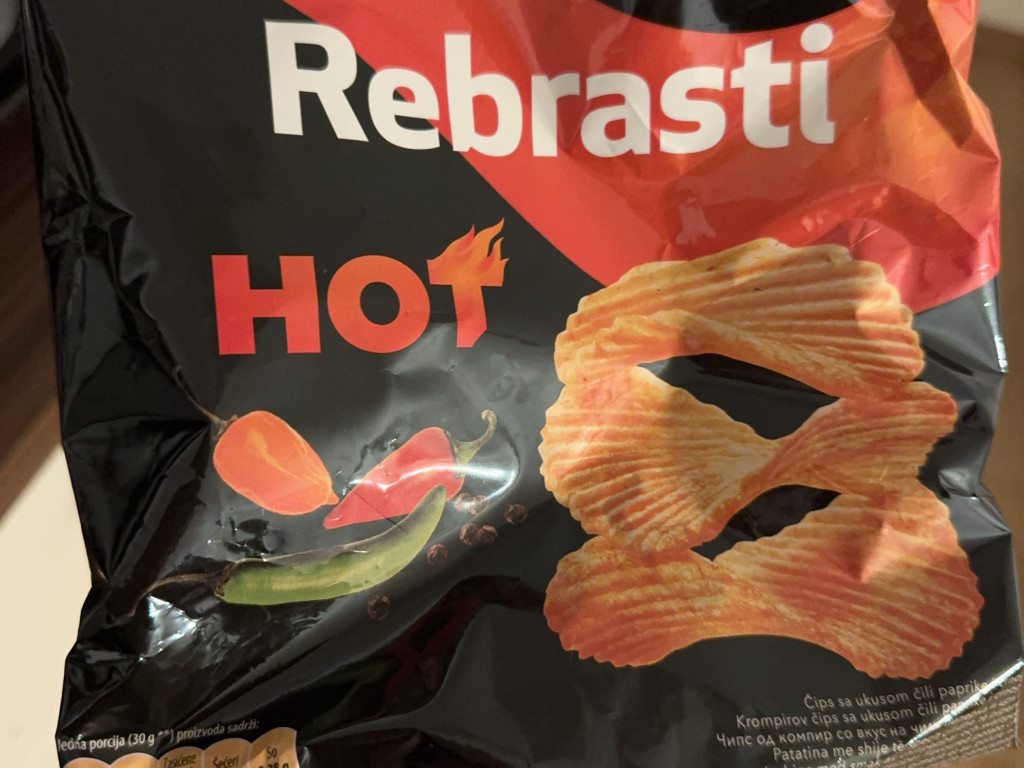 Rebrasti
HOT
Jedna porcija (30 g **) proizvoda sadrži:
Zasićene
Šećeri
So
Čips sa ukusom čili paprike
Krompirov čips sa ukusom čili
Чипс од компир со вкус на
Patatina me shije të